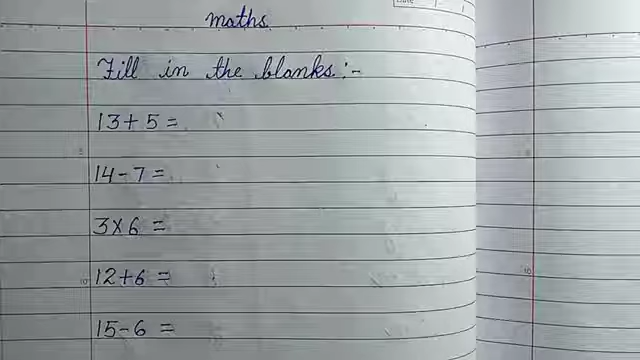 maths
Fill in the blanks:-
13+5=
14-7=
3x6=
12+6=
15-6=